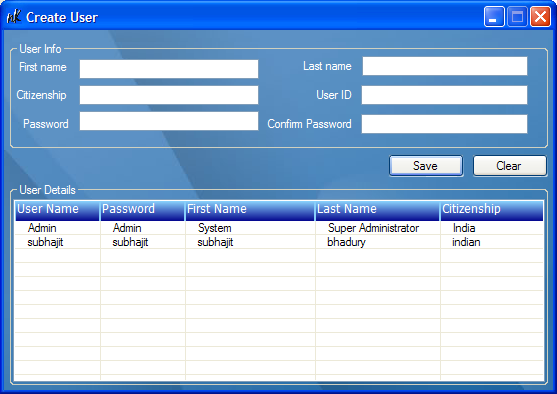 Create User
User Info
First name Last name
Citizenship User ID
Password Confirm Password
Save Clear
User Details
User Name Password First Name Last Name Citizenship
Admin Admin System Super Administrator India
subhajit subhajit subhajit bhadury indian